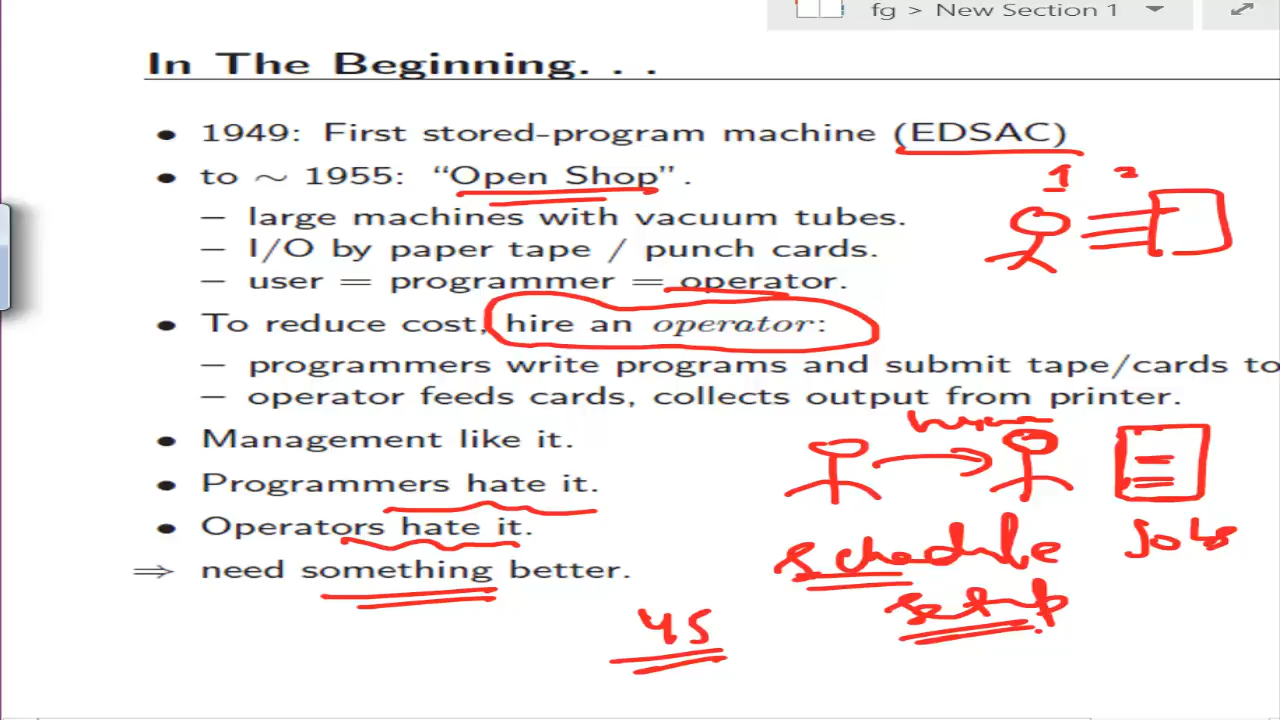 fg > New Section 1
In The Beginning. . .
• 1949: First stored-program machine (EDSAC)
• to ∼ 1955: “Open Shop”.
1 2
– large machines with vacuum tubes.
– I/O by paper tape / punch cards.
– user = programmer = operator.
• To reduce cost, hire an operator:
– programmers write programs and submit tape/cards to
– operator feeds cards, collects output from printer.
• Management like it.
• Programmers hate it.
• Operators hate it.
jobs
schedule
⇒ need something better.
setup
45